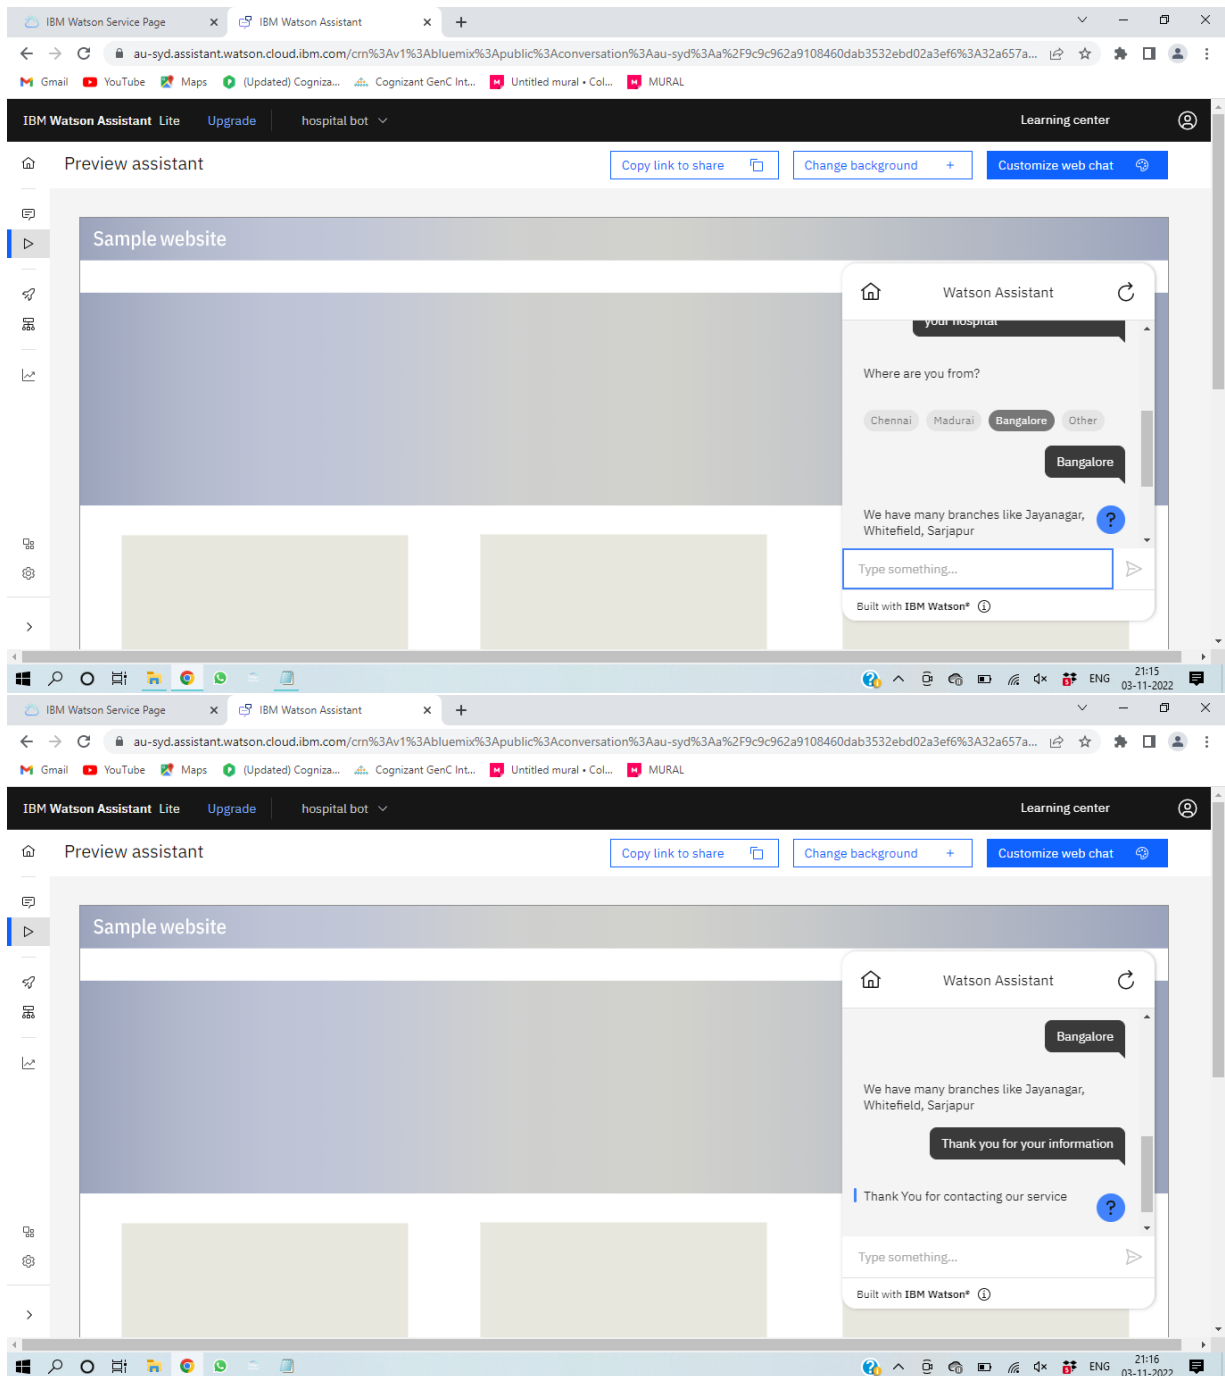 IBM Watson Service Page
IBM Watson Assistant
au-syd.assistant.watson.cloud.ibm.com/crn%3Av1%3Abluemix%3Apublic%3Aconversation%3Aau-syd%3Aa%2F9c9c962a9108460dab3532ebd02a3ef6%3A32a657a...
Gmail YouTube Maps (Updated) Cogniza... Cognizant GenC Int... Untitled mural • Col... MURAL
IBM Watson Assistant Lite Upgrade hospital bot Learning center
Preview assistant Copy link to share Change background + Customize web chat
Sample website
Watson Assistant
your hospital
Where are you from?
Chennai Madurai Bangalore Other
Bangalore
We have many branches like Jayanagar,
Whitefield, Sarjapur
?
Type something...
Built with IBM Watson®
21:15
ENG
03-11-2022
IBM Watson Service Page
IBM Watson Assistant
au-syd.assistant.watson.cloud.ibm.com/crn%3Av1%3Abluemix%3Apublic%3Aconversation%3Aau-syd%3Aa%2F9c9c962a9108460dab3532ebd02a3ef6%3A32a657a...
Gmail YouTube Maps (Updated) Cogniza... Cognizant GenC Int... Untitled mural • Col... MURAL
IBM Watson Assistant Lite Upgrade hospital bot Learning center
Preview assistant Copy link to share Change background + Customize web chat
Sample website
Watson Assistant
Bangalore
We have many branches like Jayanagar,
Whitefield, Sarjapur
Thank you for your information
Thank You for contacting our service
?
Type something...
Built with IBM Watson®
21:16
ENG
03-11-2022